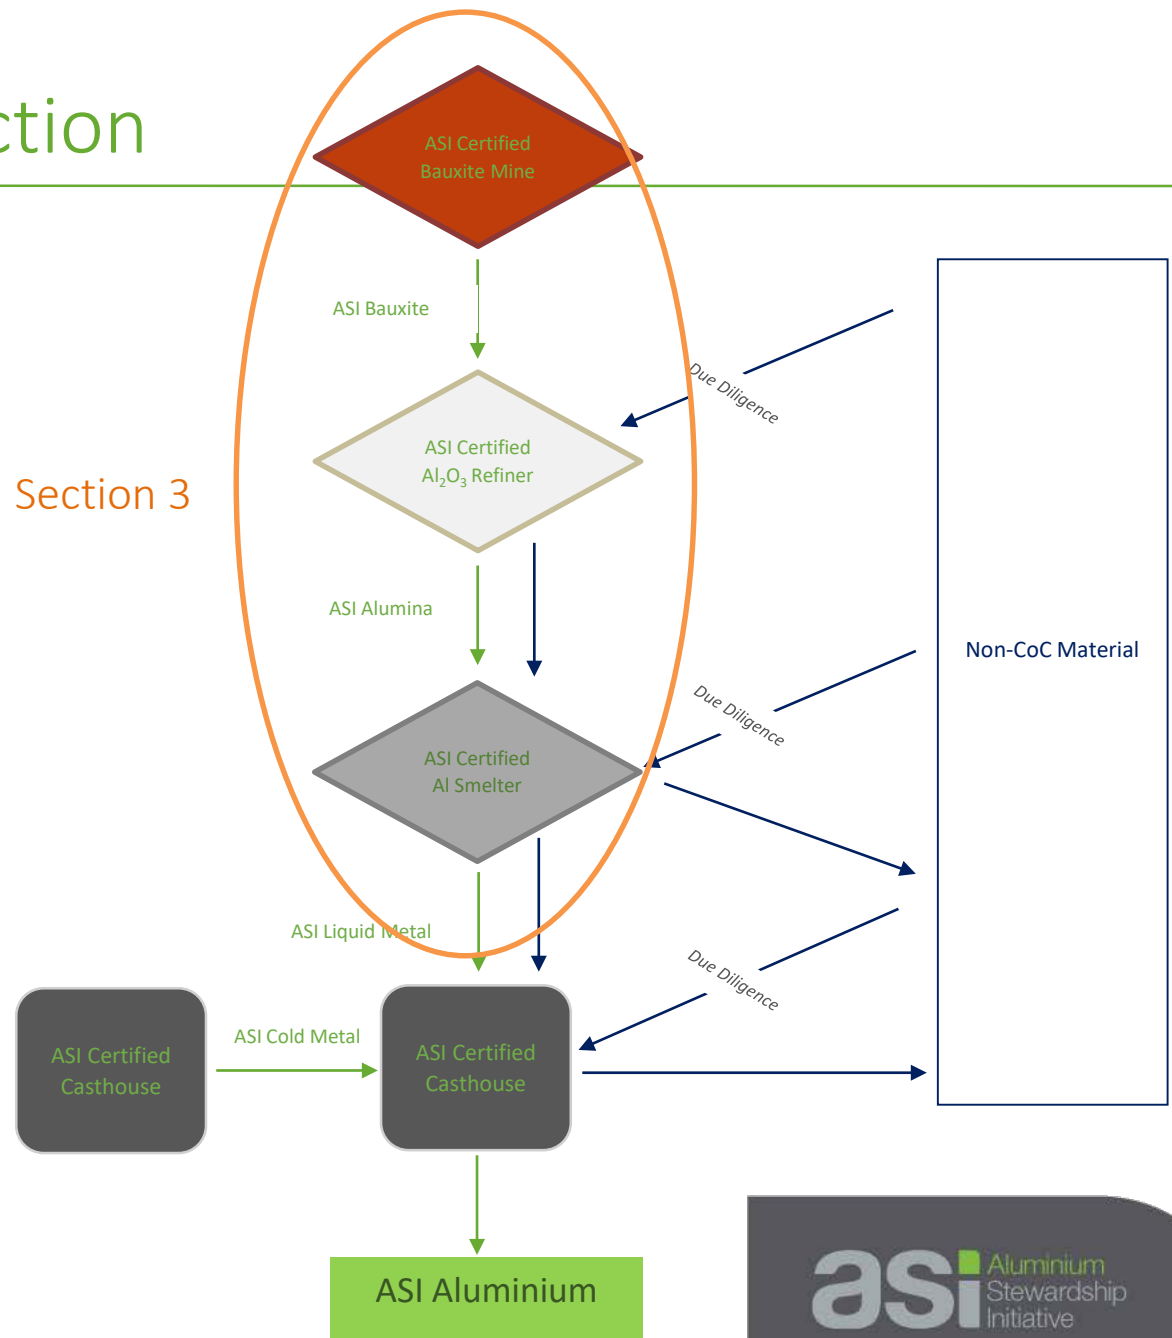 ction
ASI Certified
Bauxite Mine
ASI Bauxite
Due Diligence
ASI Certified
Al₂O₃ Refiner
Section 3
ASI Alumina
Non-CoC Material
Due Diligence
ASI Certified
Al Smelter
ASI Liquid Metal
Due Diligence
ASI Certified
Casthouse
ASI Cold Metal
ASI Certified
Casthouse
ASI Aluminium
asi
Aluminium
Stewardship
Initiative